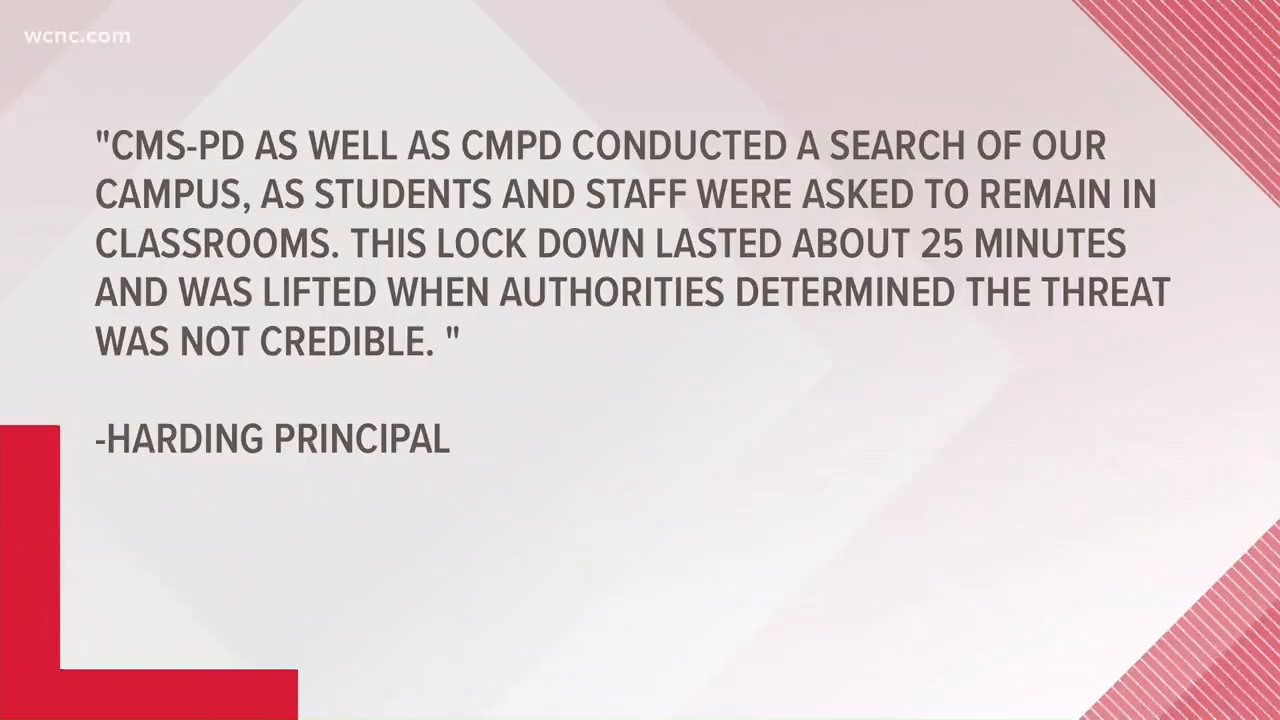 wcnc.com
"CMS-PD AS WELL AS CMPD CONDUCTED A SEARCH OF OUR
CAMPUS, AS STUDENTS AND STAFF WERE ASKED TO REMAIN IN
CLASSROOMS. THIS LOCK DOWN LASTED ABOUT 25 MINUTES
AND WAS LIFTED WHEN AUTHORITIES DETERMINED THE THREAT
WAS NOT CREDIBLE. "
-HARDING PRINCIPAL